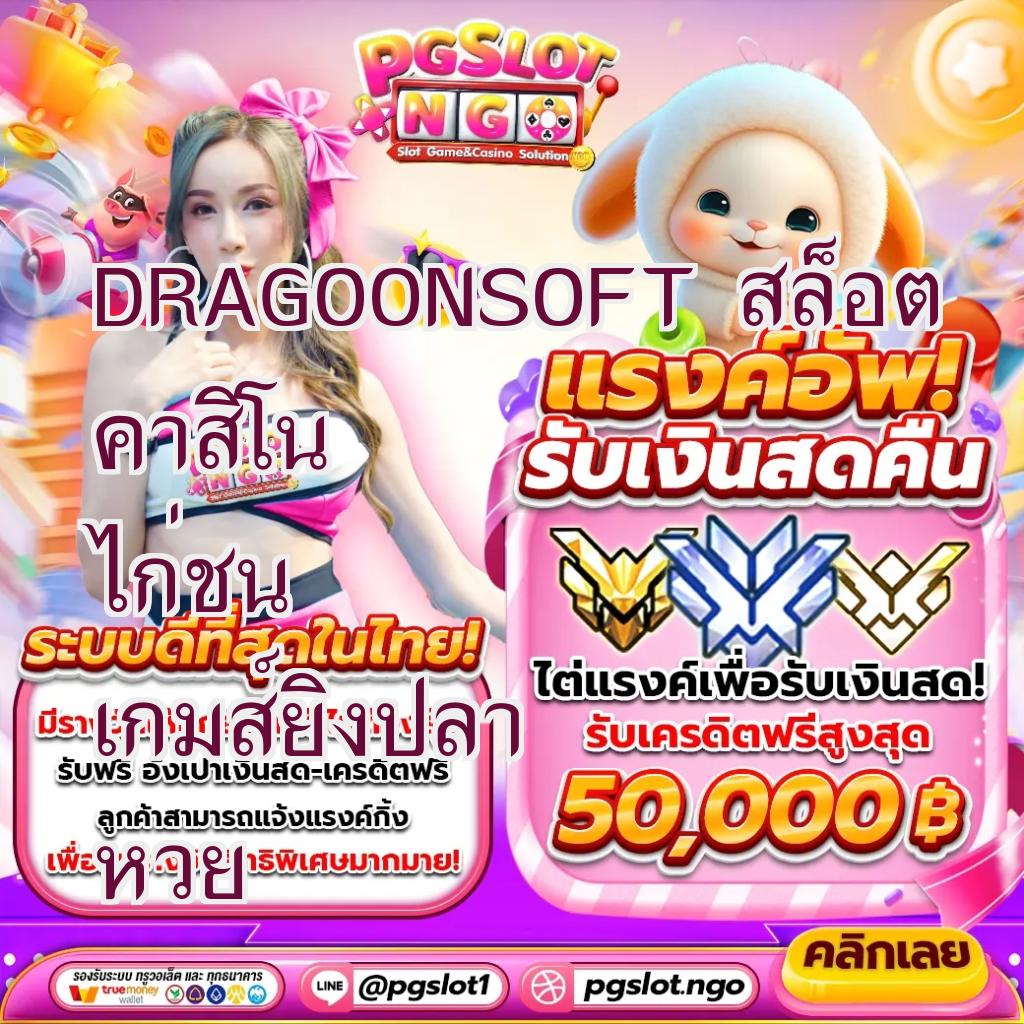 PGSLOT
NGO
Slot Game&Casino Solution
DRAGOONSOFT สล็อต
คาสิโน
ไก่ชน
เกมส์ยิงปลา
หวย
แรงค์อัพ!
รับเงินสดคืน
ไต่แรงค์เพื่อรับเงินสด!
รับเครดิตฟรีสูงสุด
50,000 ฿
ระบบดีที่สุดในไทย!
รับฟรี อั่งเปาเงินสด-เครดิตฟรี
ลูกค้าสามารถแจ้งแรงค์กิ้ง
คลิกเลย
รองรับระบบ ทรูวอเล็ต และ ทุกธนาคาร
truemoney
wallet
LINE @pgslot1
pgslot.ngo